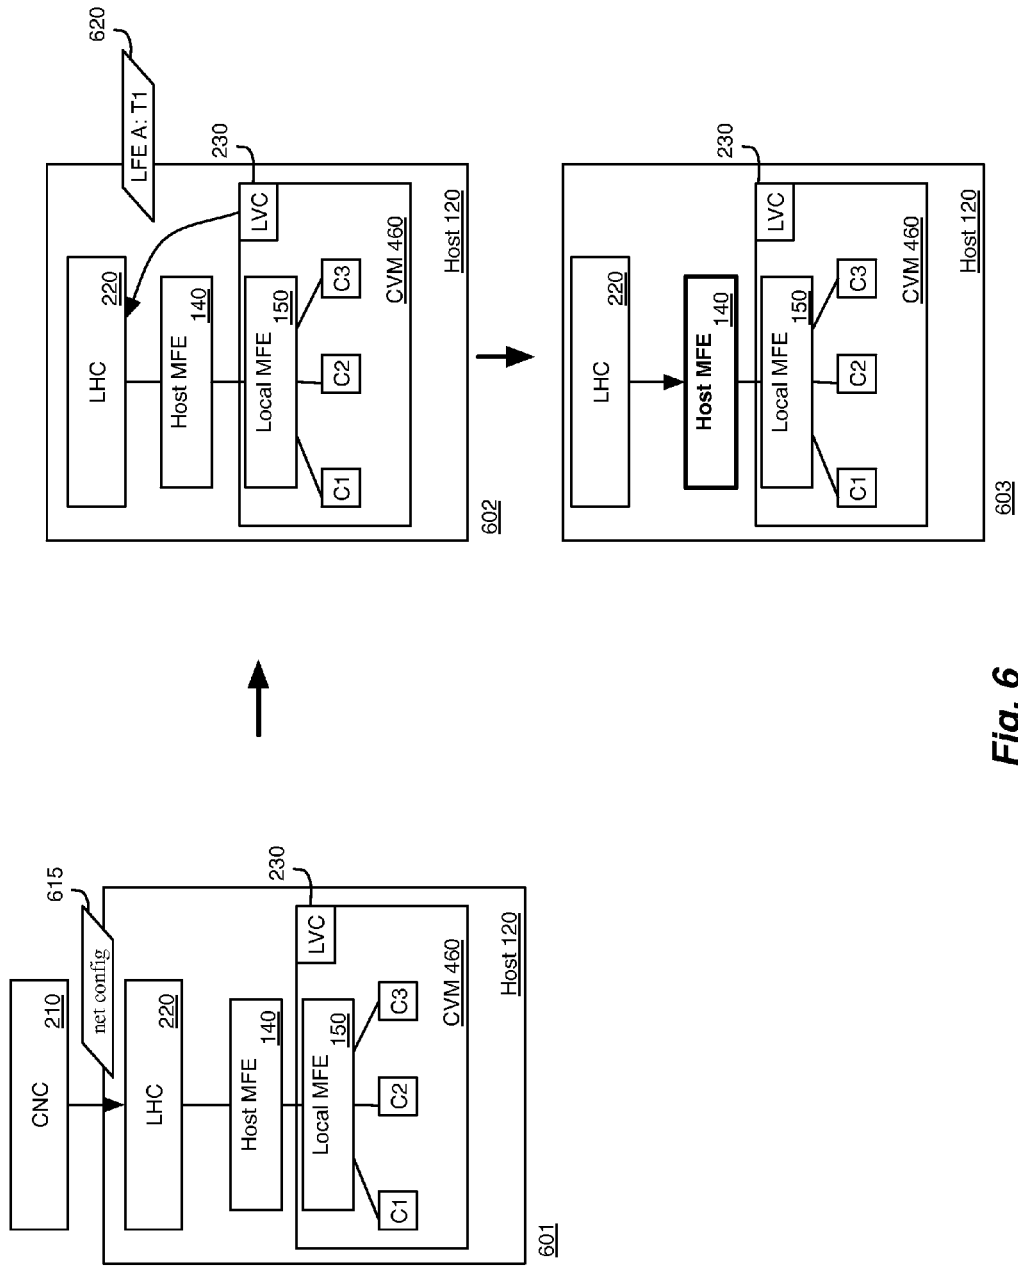 CNC
210
615
net config
LHC
220
Host MFE
140
Local MFE
150
LVC
230
C1
C2
C3
CVM 460
Host 120
601
620
LFE A: T1
LHC
220
Host MFE
140
Local MFE
150
LVC
230
C1
C2
C3
CVM 460
Host 120
602
LHC
220
Host MFE
140
Local MFE
150
LVC
230
C1
C2
C3
CVM 460
Host 120
603
Fig. 6